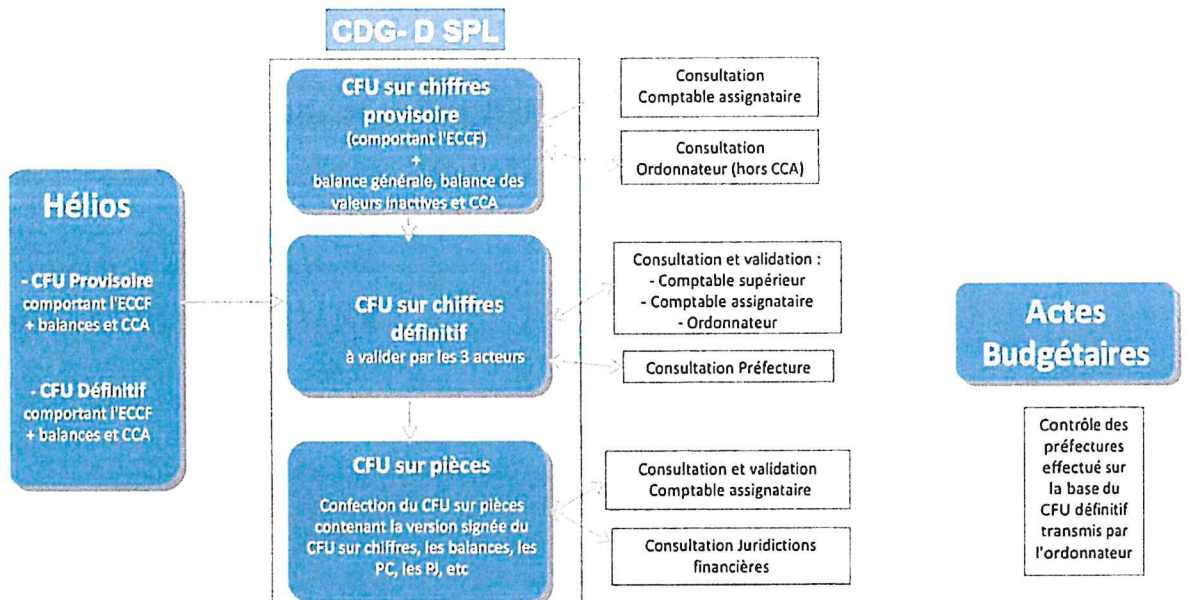 CDG- D SPL
CFU sur chiffres
provisoire
(comportant l'ECCF)
+
balance générale, balance des
valeurs inactives et CCA
Consultation
Comptable assignataire
Consultation
Ordonnateur (hors CCA)
Hélios
- CFU Provisoire
comportant l'ECCF
+ balances et CCA
- CFU Définitif
comportant l'ECCF
+ balances et CCA
CFU sur chiffres
définitif
à valider par les 3 acteurs
Consultation et validation :
- Comptable supérieur
- Comptable assignataire
- Ordonnateur
Consultation Préfecture
CFU sur pièces
Confection du CFU sur pièces
contenant la version signée du
CFU sur chiffres, les balances, les
PC, les PJ, etc
Consultation et validation
Comptable assignataire
Consultation Juridictions
financières
Actes
Budgétaires
Contrôle des
préfectures
effectué sur
la base du
CFU définitif
transmis par
l'ordonnateur